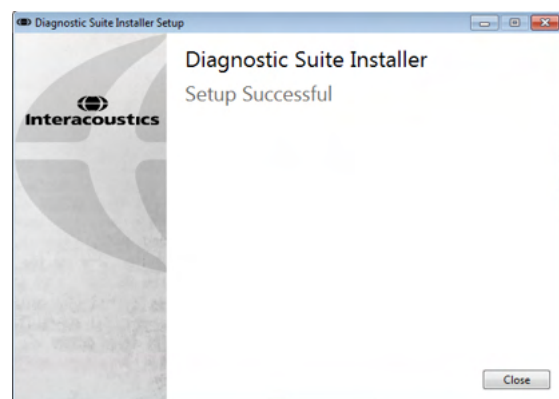 Diagnostic Suite Installer Setup
Diagnostic Suite Installer
Setup Successful
Interacoustics
Close